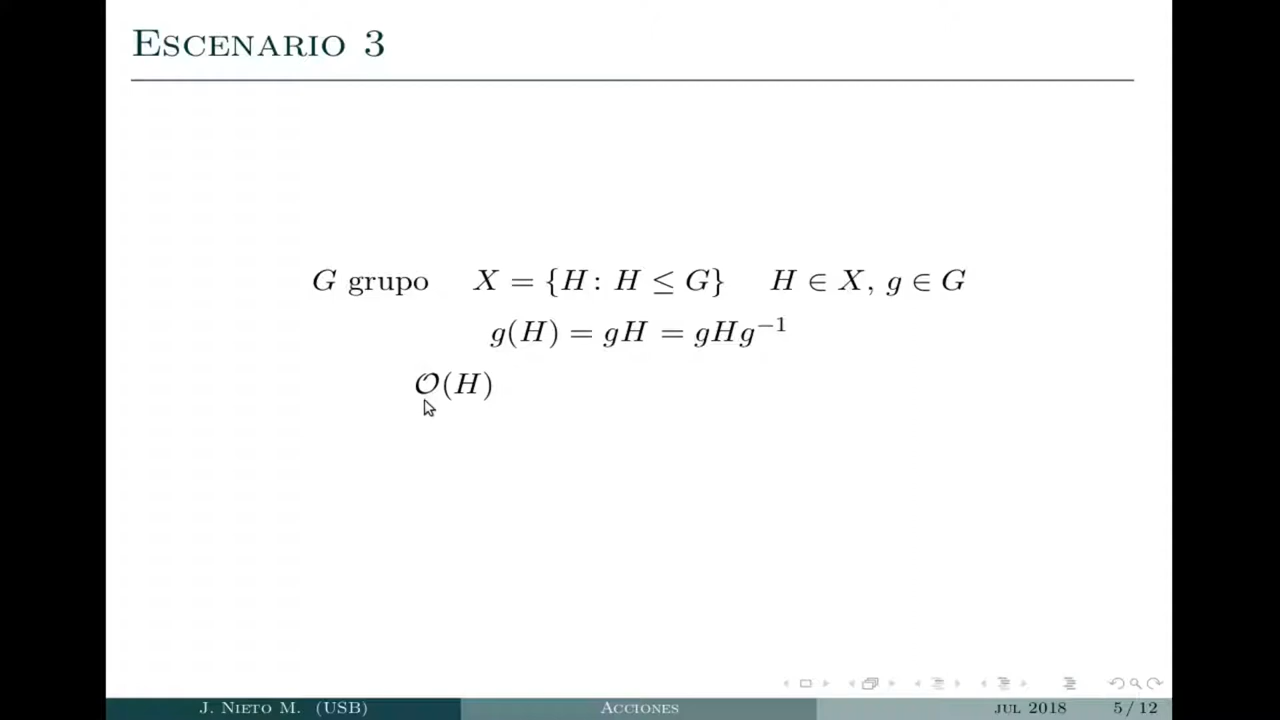 ESCENARIO 3
G grupo X = {H : H ≤ G} H ∈ X, g ∈ G
g(H) = gH = gHg⁻¹
𝒪(H)
J. NIETO M. (USB) ACCIONES JUL 2018 5 / 12